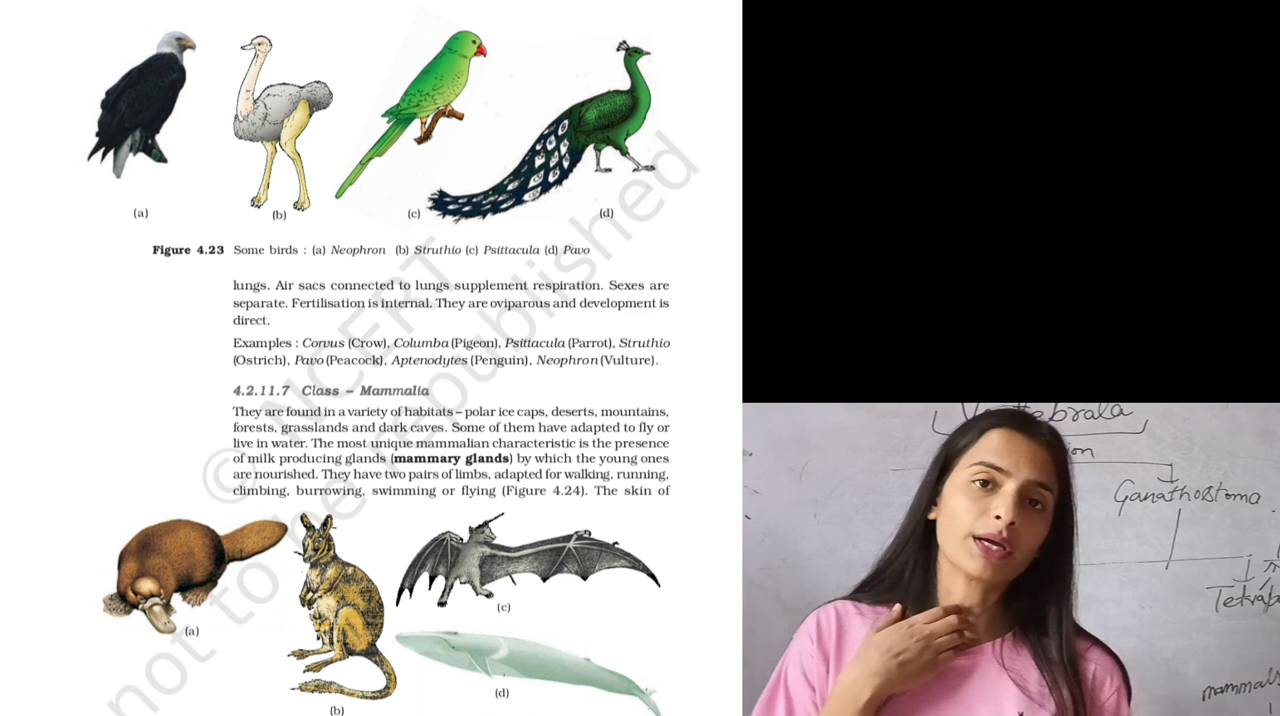 (a)
(b)
(c)
(d)
Figure 4.23 Some birds : (a) Neophron (b) Struthio (c) Psittacula (d) Pavo
lungs. Air sacs connected to lungs supplement respiration. Sexes are
separate. Fertilisation is internal. They are oviparous and development is
direct.
Examples : Corvus (Crow), Columba (Pigeon), Psittacula (Parrot), Struthio
(Ostrich), Pavo (Peacock), Aptenodytes (Penguin), Neophron (Vulture).
4.2.11.7 Class – Mammalia
They are found in a variety of habitats – polar ice caps, deserts, mountains,
forests, grasslands and dark caves. Some of them have adapted to fly or
live in water. The most unique mammalian characteristic is the presence
of milk producing glands (mammary glands) by which the young ones
are nourished. They have two pairs of limbs, adapted for walking, running,
climbing, burrowing, swimming or flying (Figure 4.24). The skin of
(a)
(b)
(c)
(d)
© NCERT
not to be republished
ion
Ganathostoma
mammals